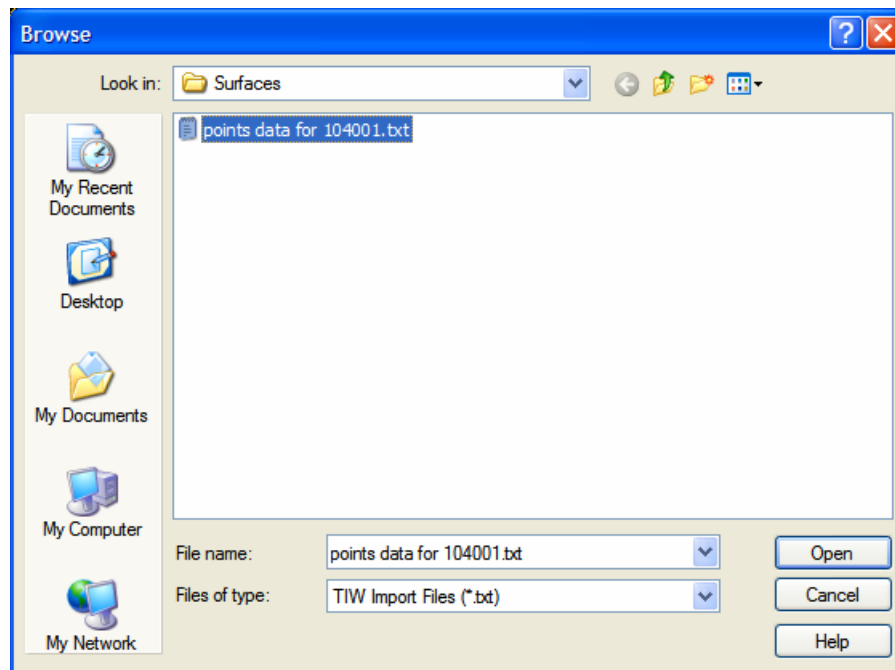 Browse
Look in:
Surfaces
points data for 104001.txt
My Recent
Documents
Desktop
My Documents
My Computer
My Network
File name:
points data for 104001.txt
Open
Files of type:
TIW Import Files (*.txt)
Cancel
Help